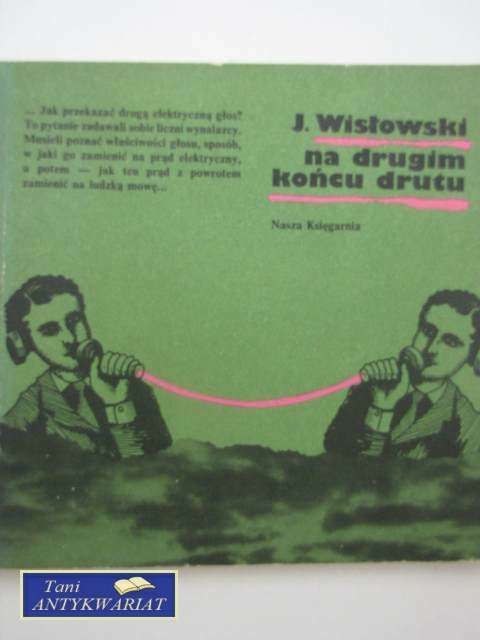 ... Jak przekazać drogą elektryczną głos?
To pytanie zadawali sobie liczni wynalazcy.
Musieli poznać właściwości głosu, sposób,
w jaki go zamienić na prąd elektryczny,
a potem — jak ten prąd z powrotem
zamienić na ludzką mowę...
J. Wisłowski
na drugim
końcu drutu
Nasza Księgarnia
Tani
ANTYKWARIAT